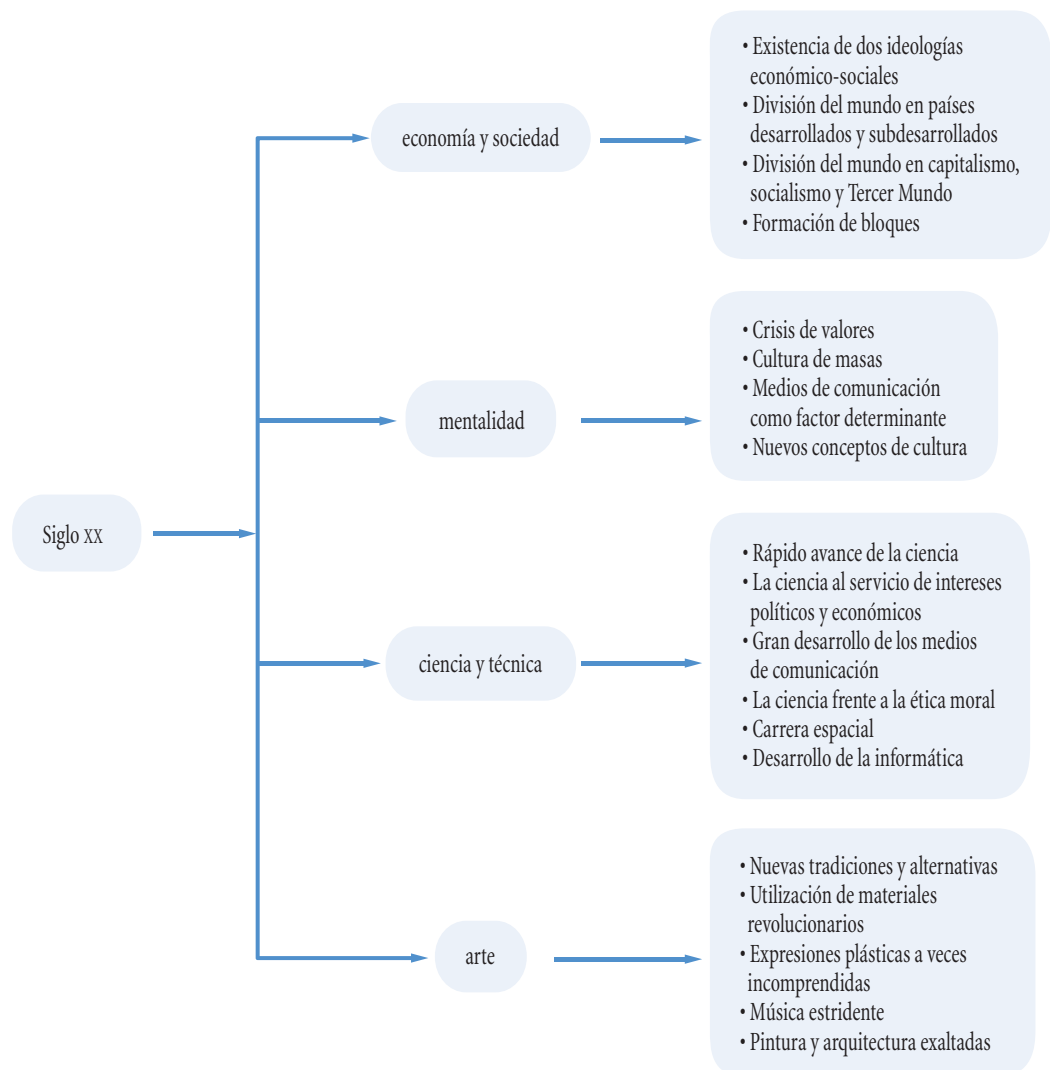 Siglo XX
economía y sociedad
• Existencia de dos ideologías
económico-sociales
• División del mundo en países
desarrollados y subdesarrollados
• División del mundo en capitalismo,
socialismo y Tercer Mundo
• Formación de bloques
mentalidad
• Crisis de valores
• Cultura de masas
• Medios de comunicación
como factor determinante
• Nuevos conceptos de cultura
ciencia y técnica
• Rápido avance de la ciencia
• La ciencia al servicio de intereses
políticos y económicos
• Gran desarrollo de los medios
de comunicación
• La ciencia frente a la ética moral
• Carrera espacial
• Desarrollo de la informática
arte
• Nuevas tradiciones y alternativas
• Utilización de materiales
revolucionarios
• Expresiones plásticas a veces
incomprendidas
• Música estridente
• Pintura y arquitectura exaltadas